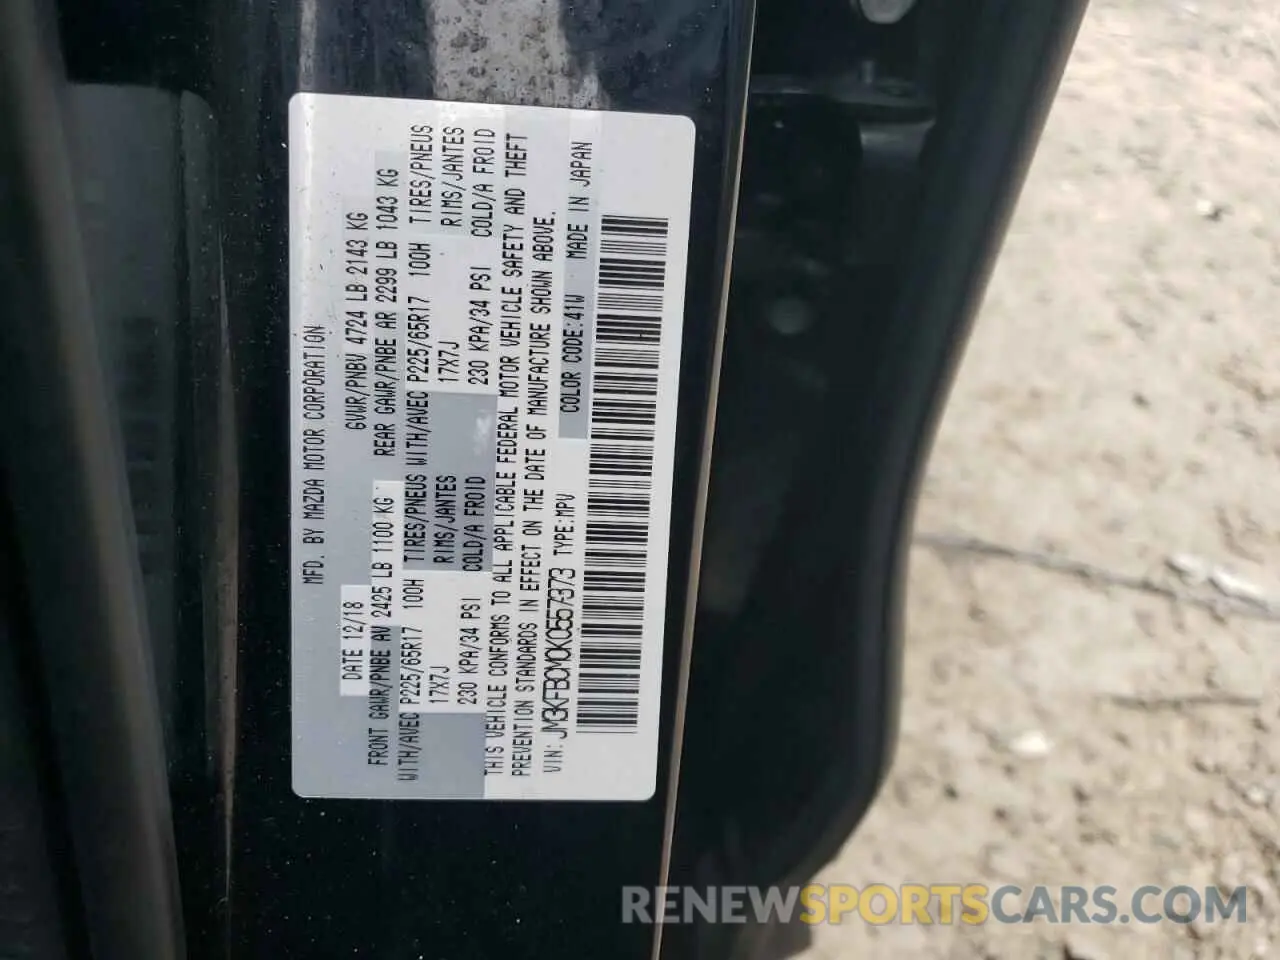 MFD. BY MAZDA MOTOR CORPORATION
DATE 12/18 GVWR/PNBV 4724 LB 2143 KG
FRONT GAWR/PNBE AV 2425 LB 1100 KG REAR GAWR/PNBE AR 2299 LB 1043 KG
WITH/AVEC P225/65R17 100H TIRES/PNEUS WITH/AVEC P225/65R17 100H TIRES/PNEUS
17X7J RIMS/JANTES 17X7J RIMS/JANTES
230 KPA/34 PSI COLD/A FROID 230 KPA/34 PSI COLD/A FROID
THIS VEHICLE CONFORMS TO ALL APPLICABLE FEDERAL MOTOR VEHICLE SAFETY AND THEFT
PREVENTION STANDARDS IN EFFECT ON THE DATE OF MANUFACTURE SHOWN ABOVE.
VIN: JM3KFBCM0K0557373 TYPE:MPV COLOR CODE:41W MADE IN JAPAN
RENEWSPORTSCARS.COM